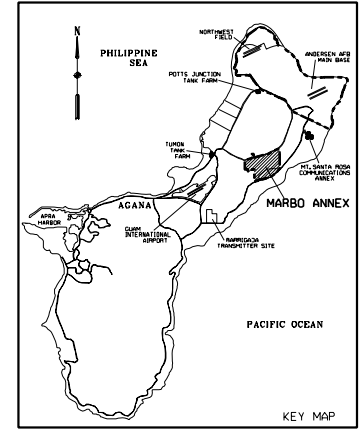 NORTHWEST
FIELD
N
PHILIPPINE
SEA
ANDERSEN AFB
MAIN BASE
POTTS JUNCTION
TANK FARM
TUMON
TANK
FARM
MT. SANTA ROSA
COMMUNICATIONS
ANNEX
MARBO ANNEX
AGANA
APRA
HARBOR
GUAM
INTERNATIONAL
AIRPORT
BARRIGADA
TRANSMITTER SITE
PACIFIC OCEAN
KEY MAP